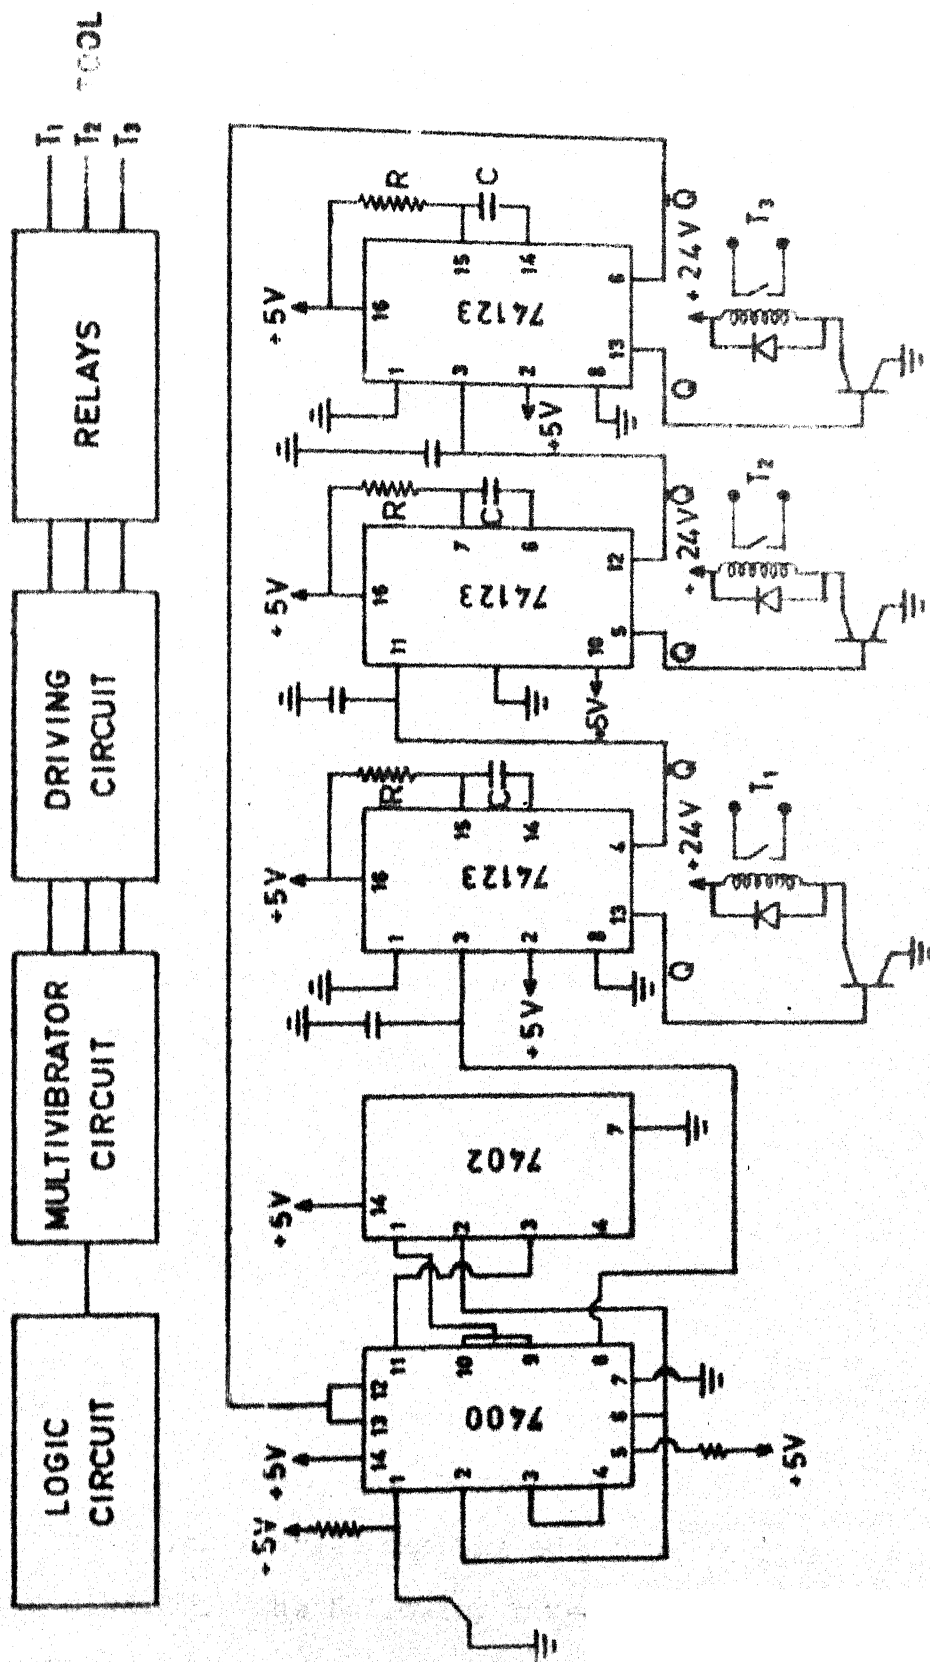 LOGIC
CIRCUIT
MULTIVIBRATOR
CIRCUIT
DRIVING
CIRCUIT
RELAYS
T1
T2
T3
TOOL
+5V
+5V
1
14
13
12
11
2
10
7400
3
9
4
5
6
7
8
+5V
+5V
14
1
2
7402
3
4
7
+5V
16
R
1
3
15
C
74123
2
14
8
13
4
+5V
Q
Q
+24V
T1
+5V
16
R
11
7
C
74123
6
10
5
12
+5V
Q
Q
+24V
T2
+5V
16
R
1
3
15
C
74123
2
14
8
13
6
+5V
Q
Q
+24V
T3